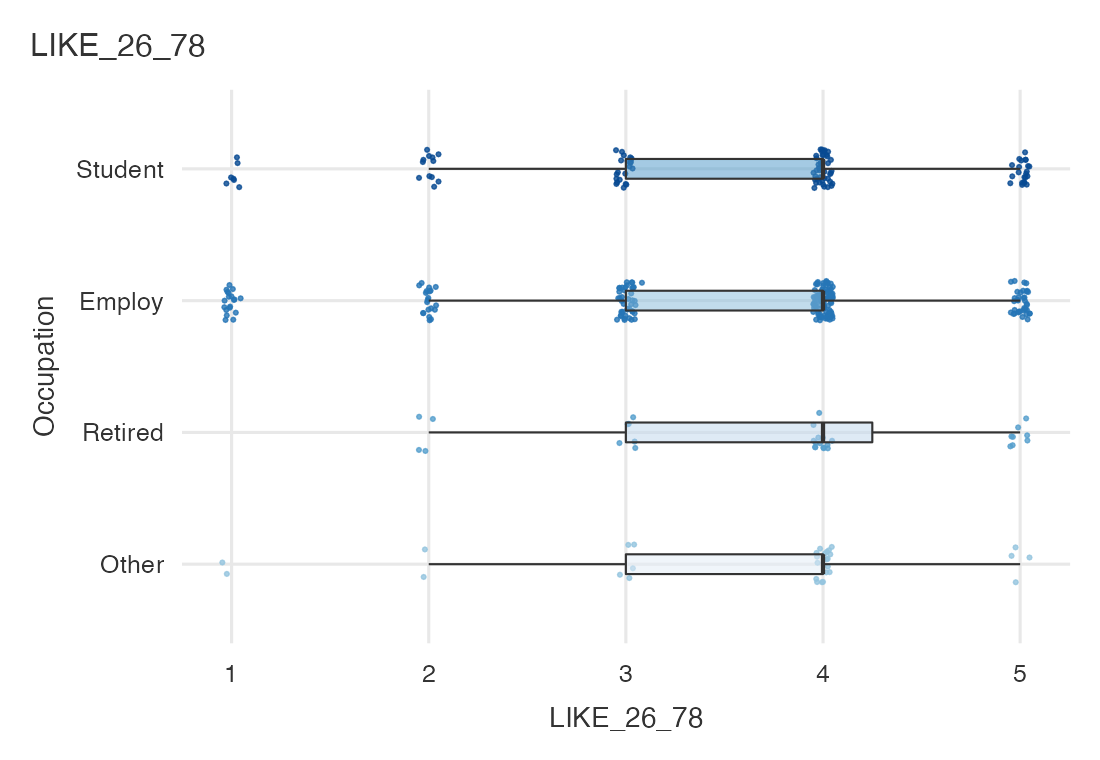 LIKE_26_78
Occupation
Student
Employ
Retired
Other
1 2 3 4 5
LIKE_26_78